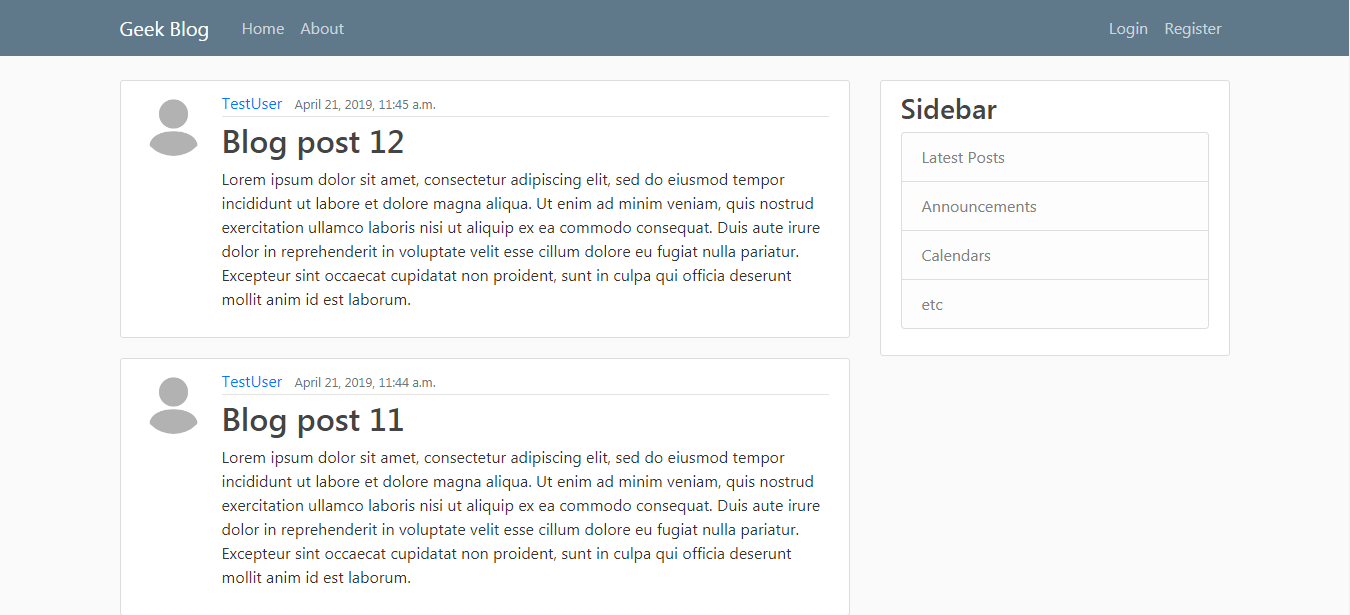 Geek Blog Home About Login Register
TestUser April 21, 2019, 11:45 a.m.
Blog post 12
Lorem ipsum dolor sit amet, consectetur adipiscing elit, sed do eiusmod tempor
incididunt ut labore et dolore magna aliqua. Ut enim ad minim veniam, quis nostrud
exercitation ullamco laboris nisi ut aliquip ex ea commodo consequat. Duis aute irure
dolor in reprehenderit in voluptate velit esse cillum dolore eu fugiat nulla pariatur.
Excepteur sint occaecat cupidatat non proident, sunt in culpa qui officia deserunt
mollit anim id est laborum.
TestUser April 21, 2019, 11:44 a.m.
Blog post 11
Lorem ipsum dolor sit amet, consectetur adipiscing elit, sed do eiusmod tempor
incididunt ut labore et dolore magna aliqua. Ut enim ad minim veniam, quis nostrud
exercitation ullamco laboris nisi ut aliquip ex ea commodo consequat. Duis aute irure
dolor in reprehenderit in voluptate velit esse cillum dolore eu fugiat nulla pariatur.
Excepteur sint occaecat cupidatat non proident, sunt in culpa qui officia deserunt
mollit anim id est laborum.
Sidebar
Latest Posts
Announcements
Calendars
etc